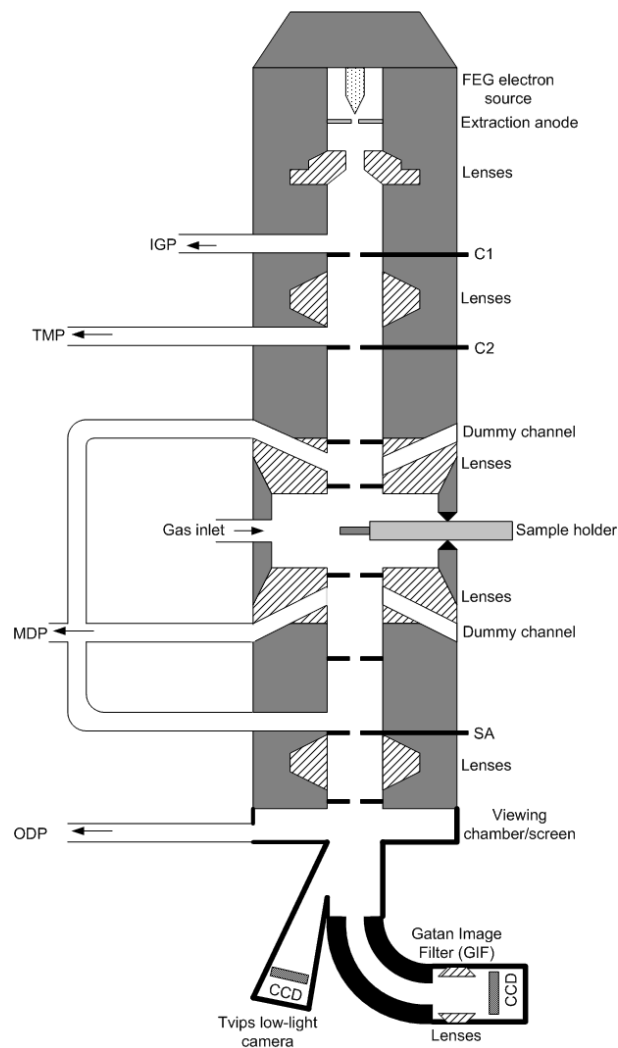 FEG electron
source
Extraction anode
Lenses
IGP
C1
Lenses
TMP
C2
Dummy channel
Lenses
Gas inlet
Sample holder
Lenses
MDP
Dummy channel
SA
Lenses
ODP
Viewing
chamber/screen
Gatan Image
Filter (GIF)
CCD
CCD
Tvips low-light
camera
Lenses